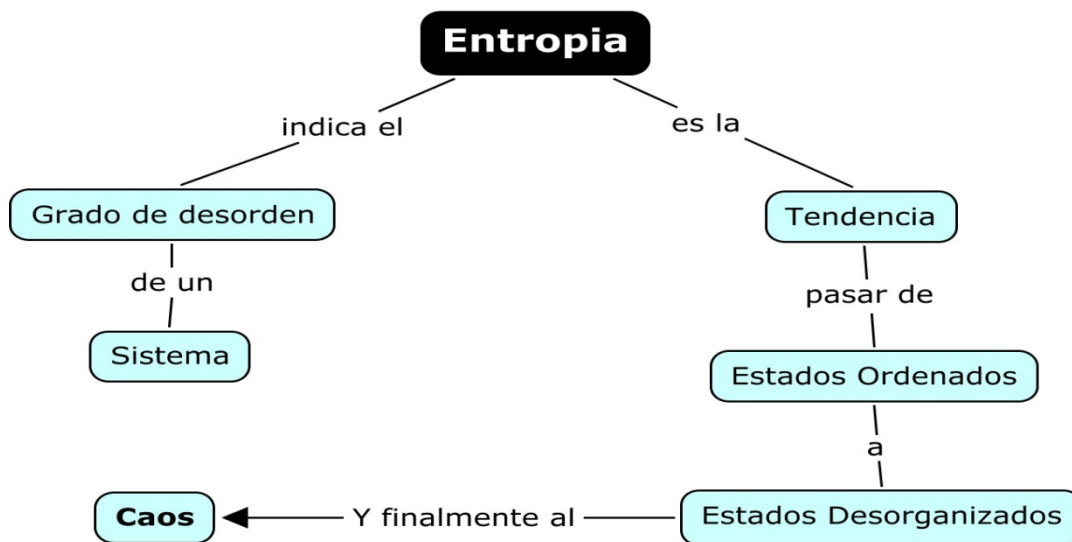 Entropia
indica el
es la
Grado de desorden
Tendencia
de un
pasar de
Sistema
Estados Ordenados
a
Caos
Y finalmente al
Estados Desorganizados